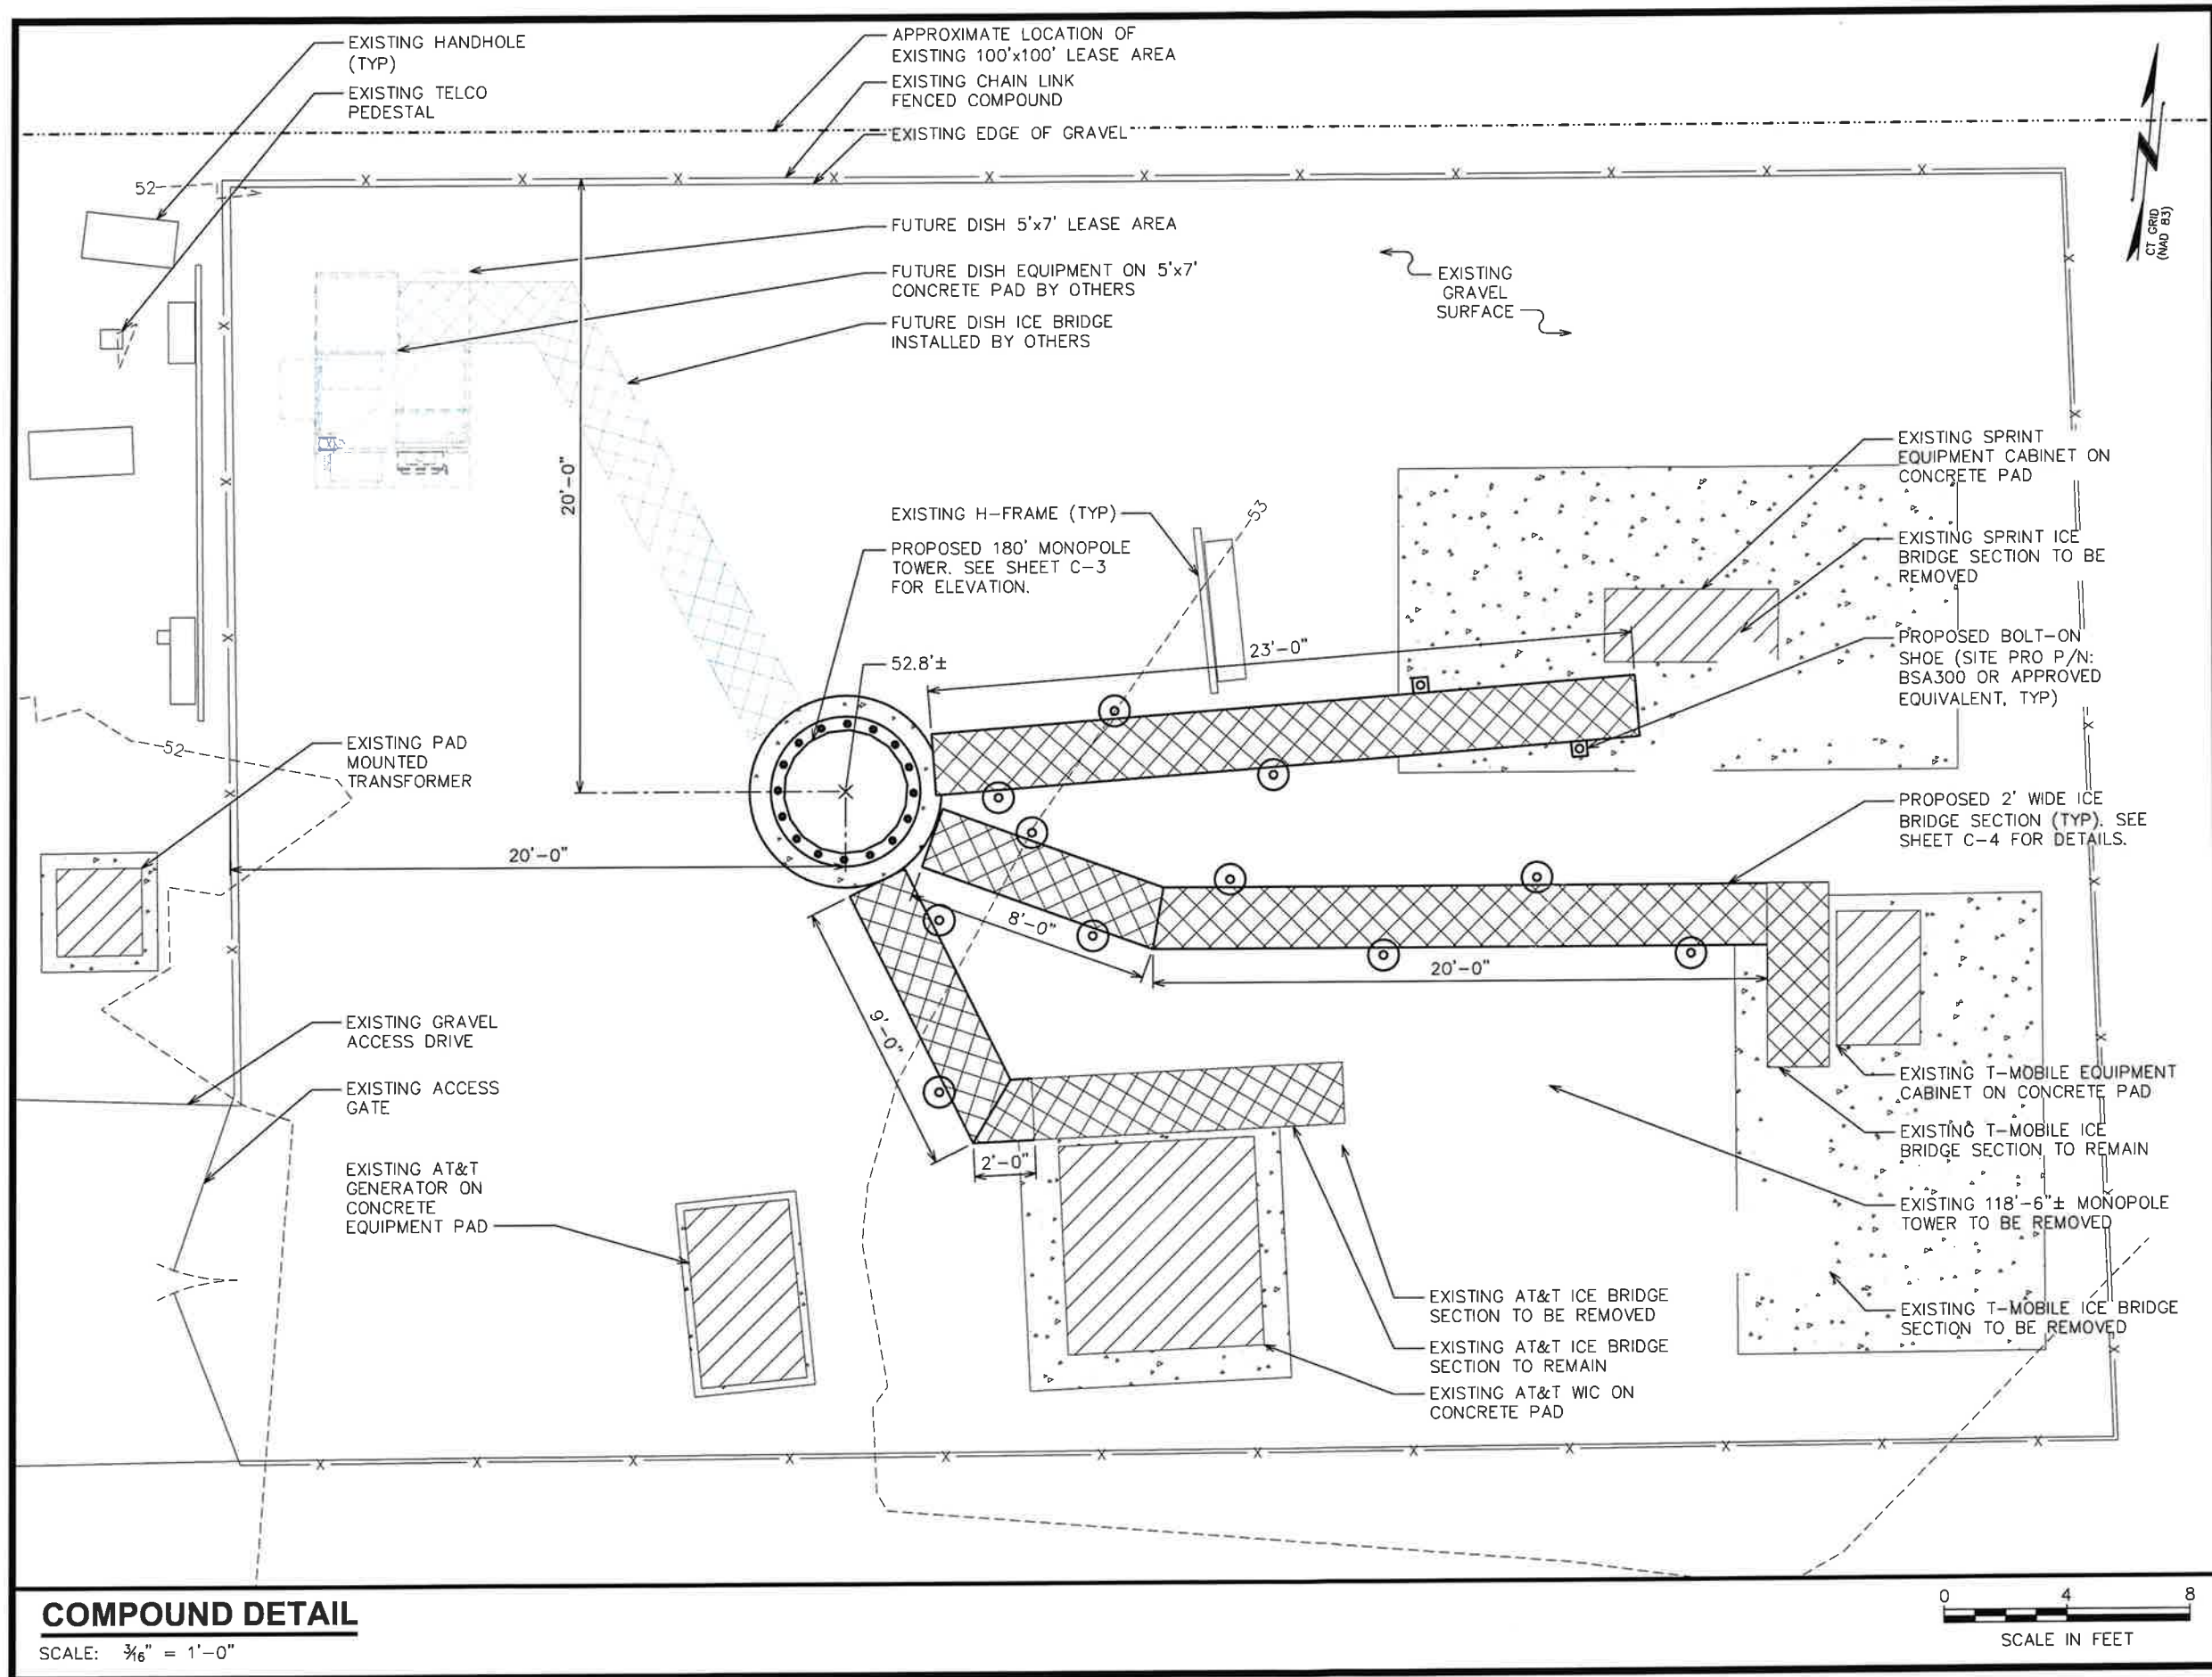 EXISTING HANDHOLE
(TYP)
EXISTING TELCO
PEDESTAL
APPROXIMATE LOCATION OF
EXISTING 100'x100' LEASE AREA
EXISTING CHAIN LINK
FENCED COMPOUND
EXISTING EDGE OF GRAVEL
CT GRID
(NAD 83)
52
FUTURE DISH 5'x7' LEASE AREA
FUTURE DISH EQUIPMENT ON 5'x7'
CONCRETE PAD BY OTHERS
FUTURE DISH ICE BRIDGE
INSTALLED BY OTHERS
EXISTING
GRAVEL
SURFACE
20'-0"
EXISTING H-FRAME (TYP)
53
PROPOSED 180' MONOPOLE
TOWER. SEE SHEET C-3
FOR ELEVATION.
52.8'±
23'-0"
EXISTING SPRINT
EQUIPMENT CABINET ON
CONCRETE PAD
EXISTING SPRINT ICE
BRIDGE SECTION TO BE
REMOVED
PROPOSED BOLT-ON
SHOE (SITE PRO P/N:
BSA300 OR APPROVED
EQUIVALENT, TYP)
52
EXISTING PAD
MOUNTED
TRANSFORMER
PROPOSED 2' WIDE ICE
BRIDGE SECTION (TYP). SEE
SHEET C-4 FOR DETAILS.
20'-0"
8'-0"
20'-0"
9'-0"
2'-0"
EXISTING GRAVEL
ACCESS DRIVE
EXISTING ACCESS
GATE
EXISTING AT&T
GENERATOR ON
CONCRETE
EQUIPMENT PAD
EXISTING T-MOBILE EQUIPMENT
CABINET ON CONCRETE PAD
EXISTING T-MOBILE ICE
BRIDGE SECTION TO REMAIN
EXISTING 118'-6"± MONOPOLE
TOWER TO BE REMOVED
EXISTING T-MOBILE ICE BRIDGE
SECTION TO BE REMOVED
EXISTING AT&T ICE BRIDGE
SECTION TO BE REMOVED
EXISTING AT&T ICE BRIDGE
SECTION TO REMAIN
EXISTING AT&T WIC ON
CONCRETE PAD
COMPOUND DETAIL
SCALE: 3/16" = 1'-0"
0 4 8
SCALE IN FEET